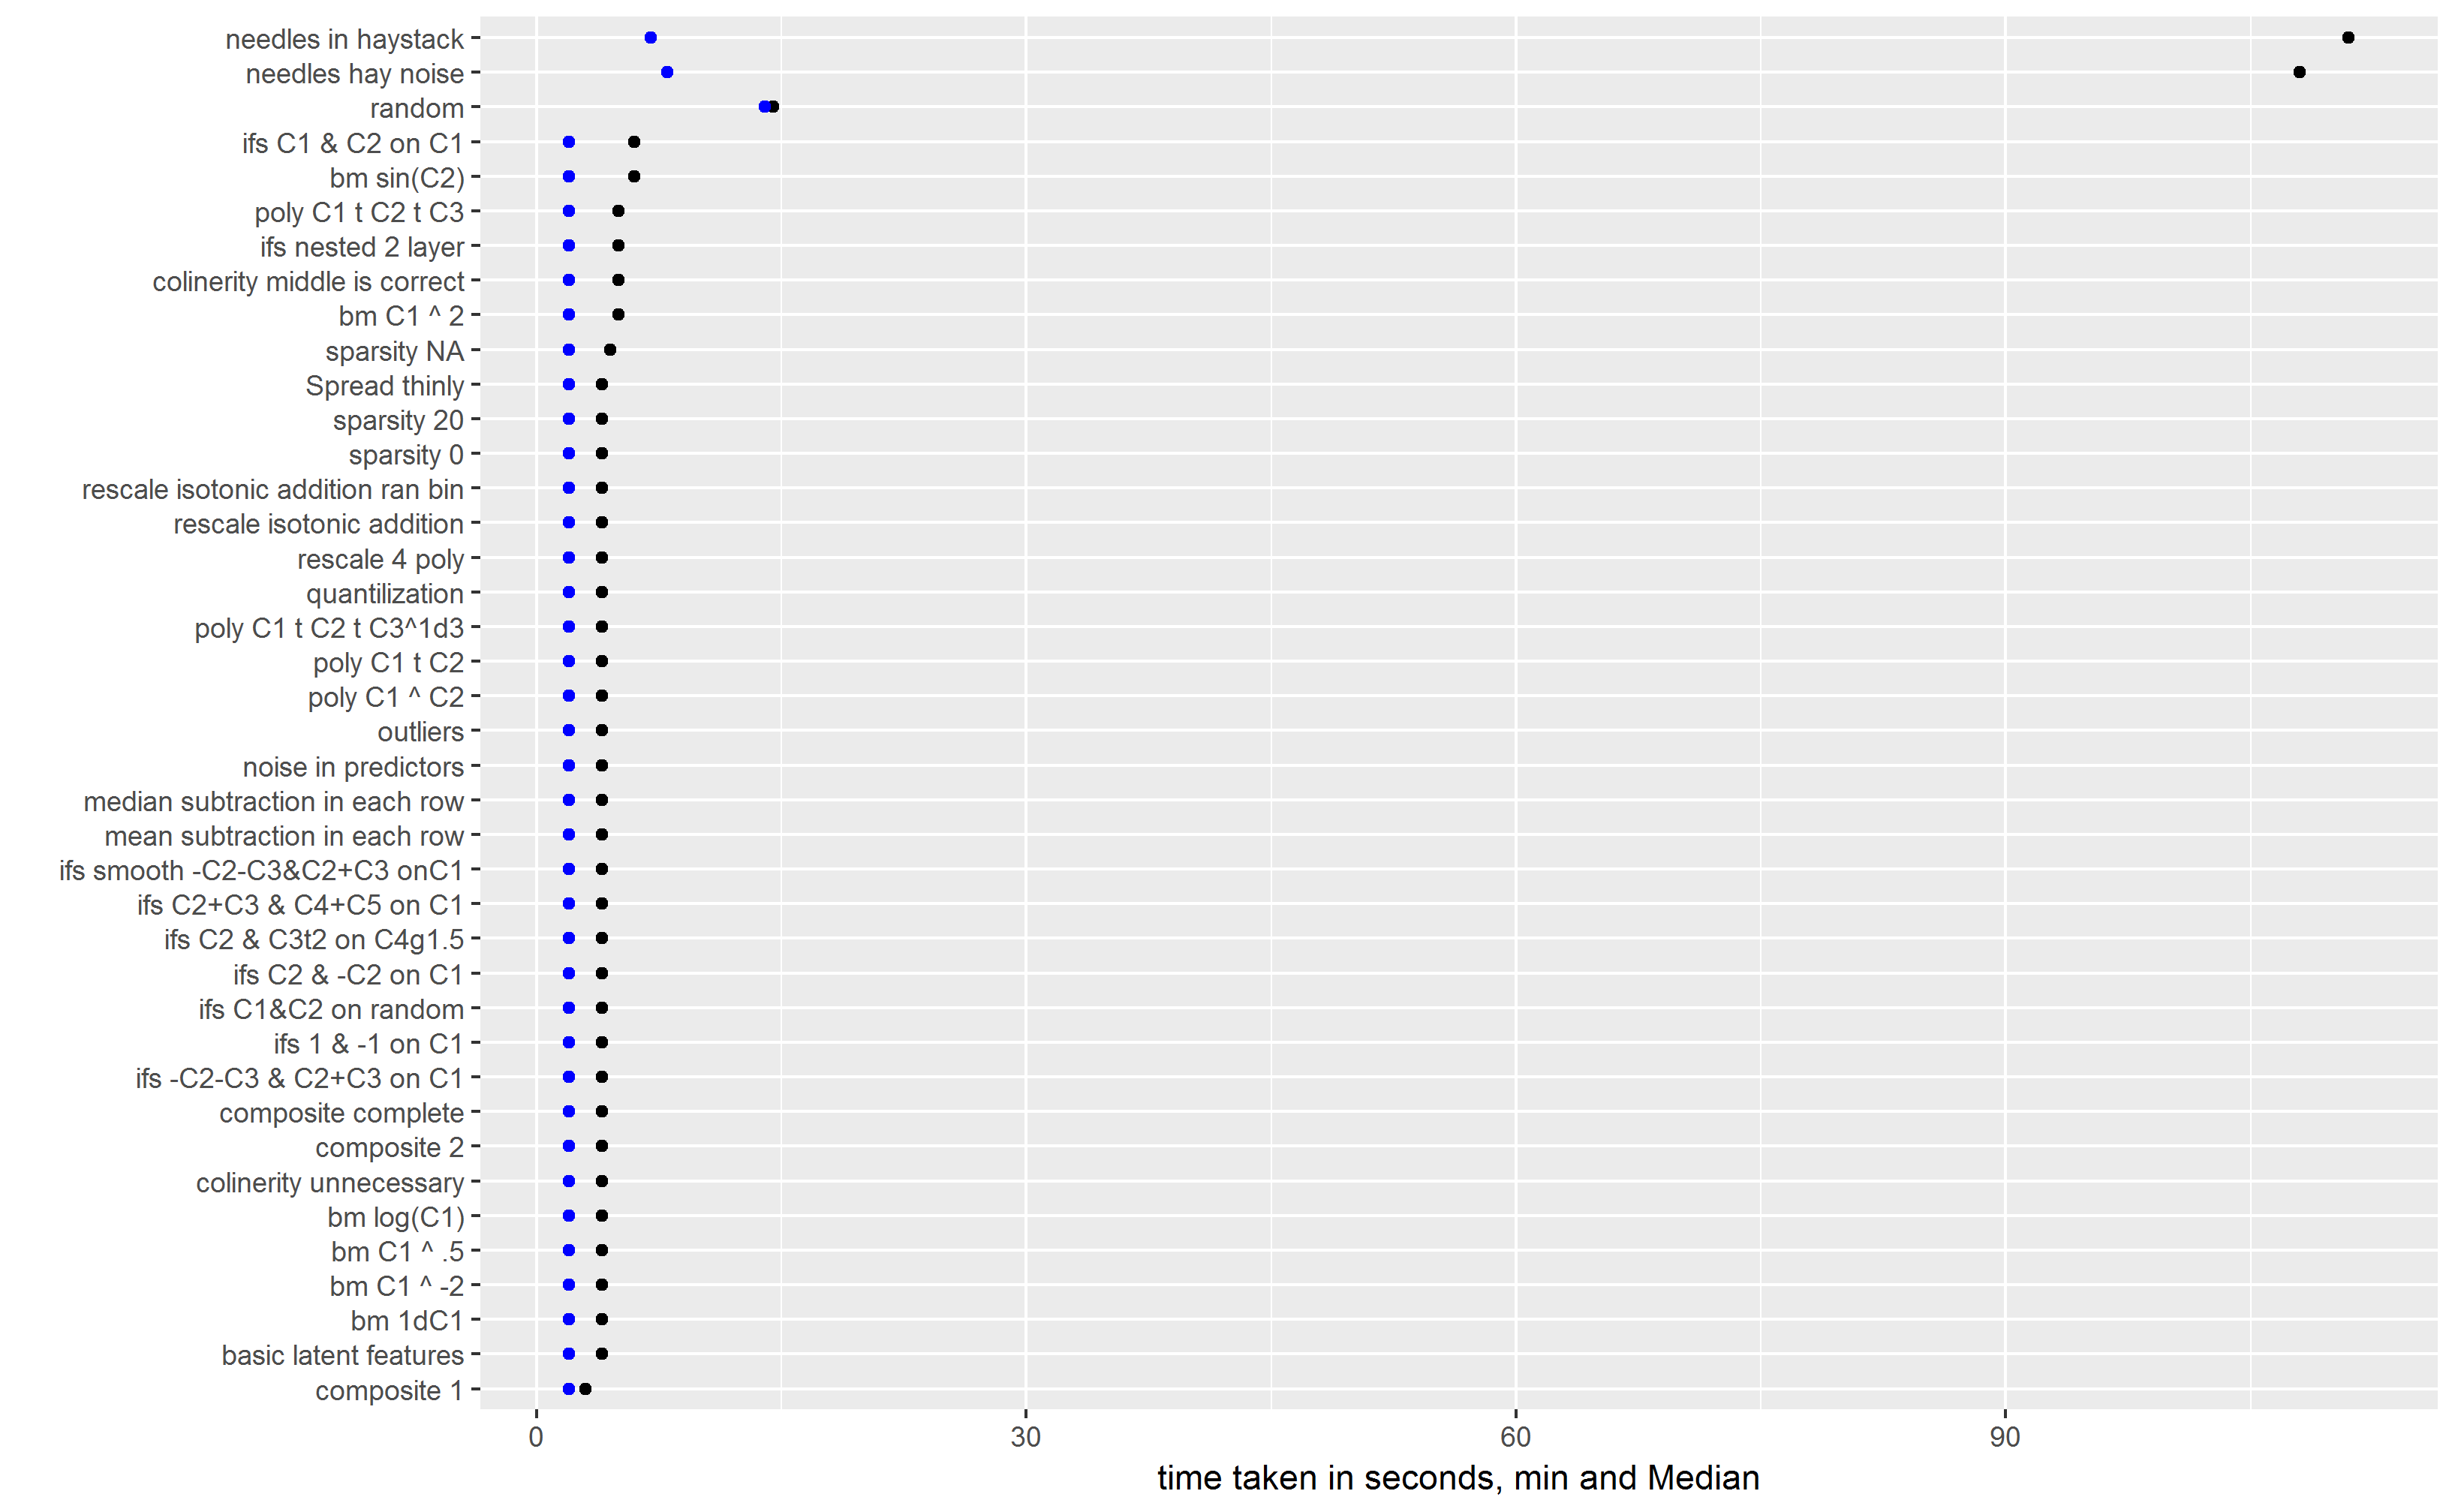 needles in haystack
needles hay noise
random
ifs C1 & C2 on C1
bm sin(C2)
poly C1 t C2 t C3
ifs nested 2 layer
colinerity middle is correct
bm C1 ^ 2
sparsity NA
Spread thinly
sparsity 20
sparsity 0
rescale isotonic addition ran bin
rescale isotonic addition
rescale 4 poly
quantilization
poly C1 t C2 t C3^1d3
poly C1 t C2
poly C1 ^ C2
outliers
noise in predictors
median subtraction in each row
mean subtraction in each row
ifs smooth -C2-C3&C2+C3 onC1
ifs C2+C3 & C4+C5 on C1
ifs C2 & C3t2 on C4g1.5
ifs C2 & -C2 on C1
ifs C1&C2 on random
ifs 1 & -1 on C1
ifs -C2-C3 & C2+C3 on C1
composite complete
composite 2
colinerity unnecessary
bm log(C1)
bm C1 ^ .5
bm C1 ^ -2
bm 1dC1
basic latent features
composite 1
0 30 60 90
time taken in seconds, min and Median